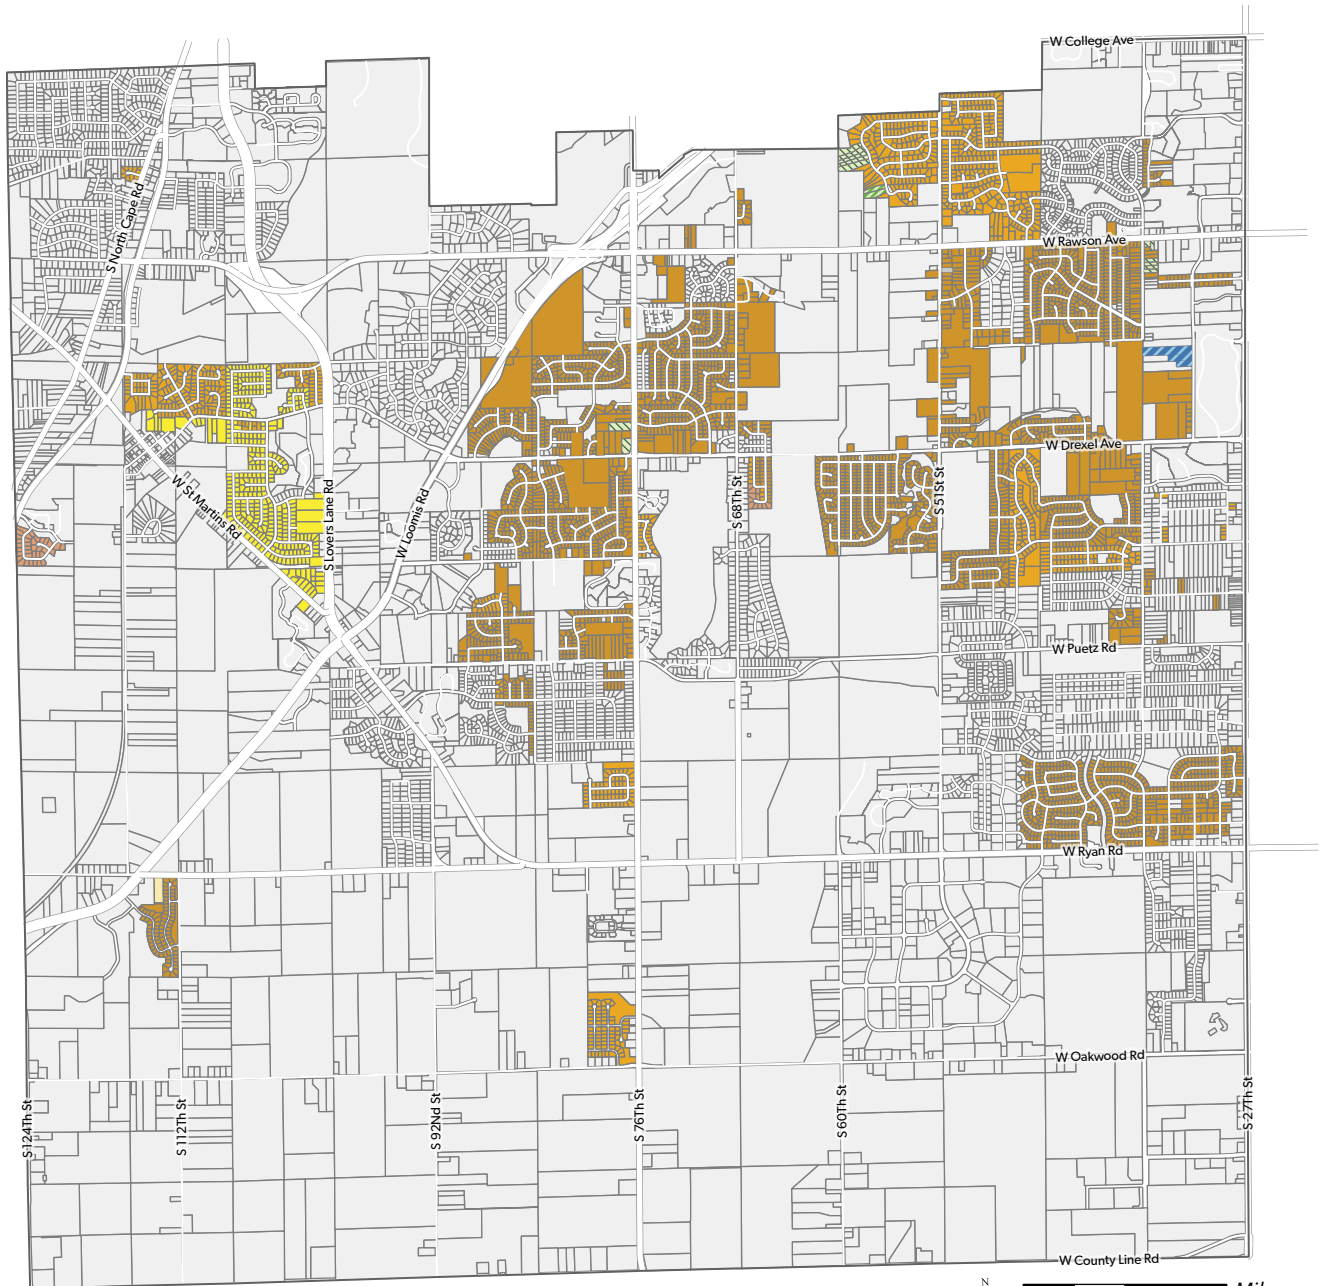 W College Ave
S North Cape Rd
W Rawson Ave
W Drexel Ave
W St Martins Rd
S Lovers Lane Rd
W Loomis Rd
S 68Th St
S 51St St
W Puetz Rd
W Ryan Rd
W Oakwood Rd
S 124Th St
S 112Th St
S 92Nd St
S 76Th St
S 60Th St
S 27Th St
W County Line Rd
N